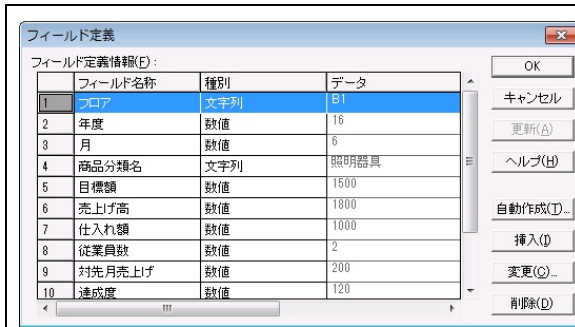 フィールド定義
フィールド定義情報(F):
フィールド名称 種別 データ
1 フロア 文字列 B1
2 年度 数値 16
3 月 数値 6
4 商品分類名 文字列 照明器具
5 目標額 数値 1500
6 売上げ高 数値 1800
7 仕入れ額 数値 1000
8 従業員数 数値 2
9 対先月売上げ 数値 200
10 達成度 数値 120
OK
キャンセル
更新(A)
ヘルプ(H)
自動作成(T)...
挿入(I)
変更(C)...
削除(D)